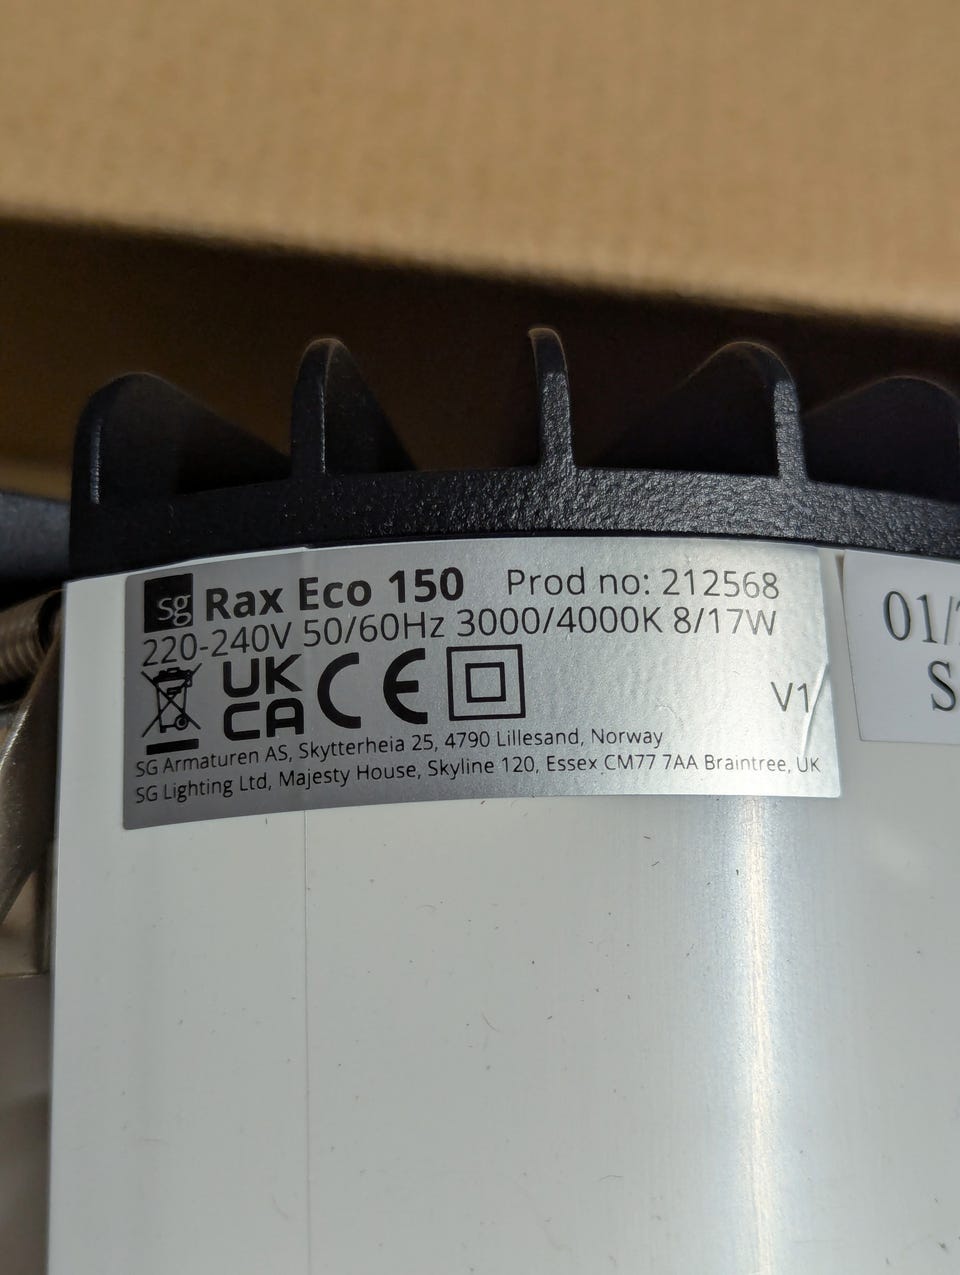 sg Rax Eco 150 Prod no: 212568
220-240V 50/60Hz 3000/4000K 8/17W
UK
CA CE
V1
SG Armaturen AS, Skytterheia 25, 4790 Lillesand, Norway
SG Lighting Ltd, Majesty House, Skyline 120, Essex CM77 7AA Braintree, UK
01/
S